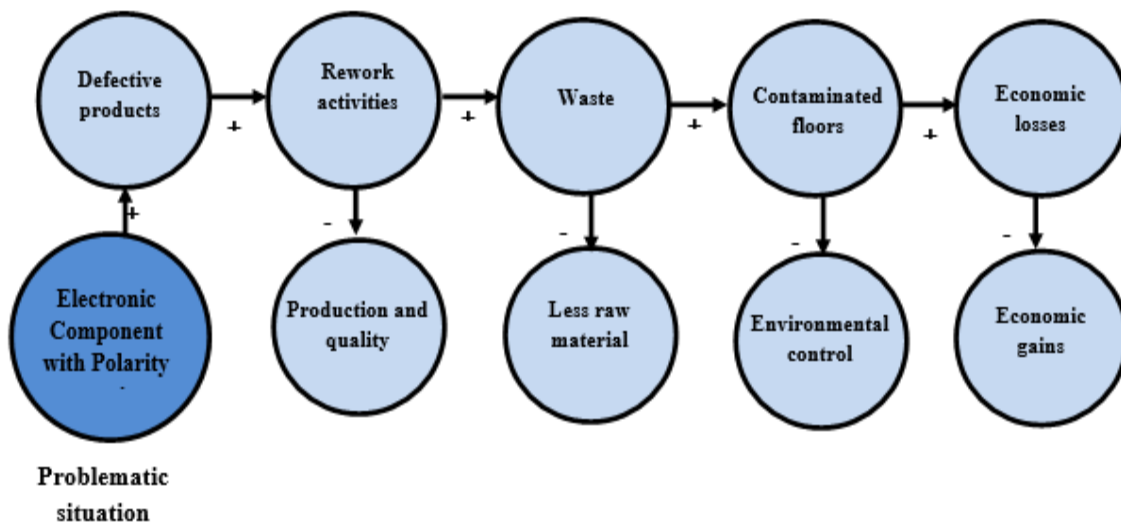 Defective
products
+
Rework
activities
+
Waste
+
Contaminated
floors
+
Economic
losses
+
-
-
-
-
Electronic
Component
with Polarity
Production and
quality
Less raw
material
Environmental
control
Economic
gains
Problematic
situation